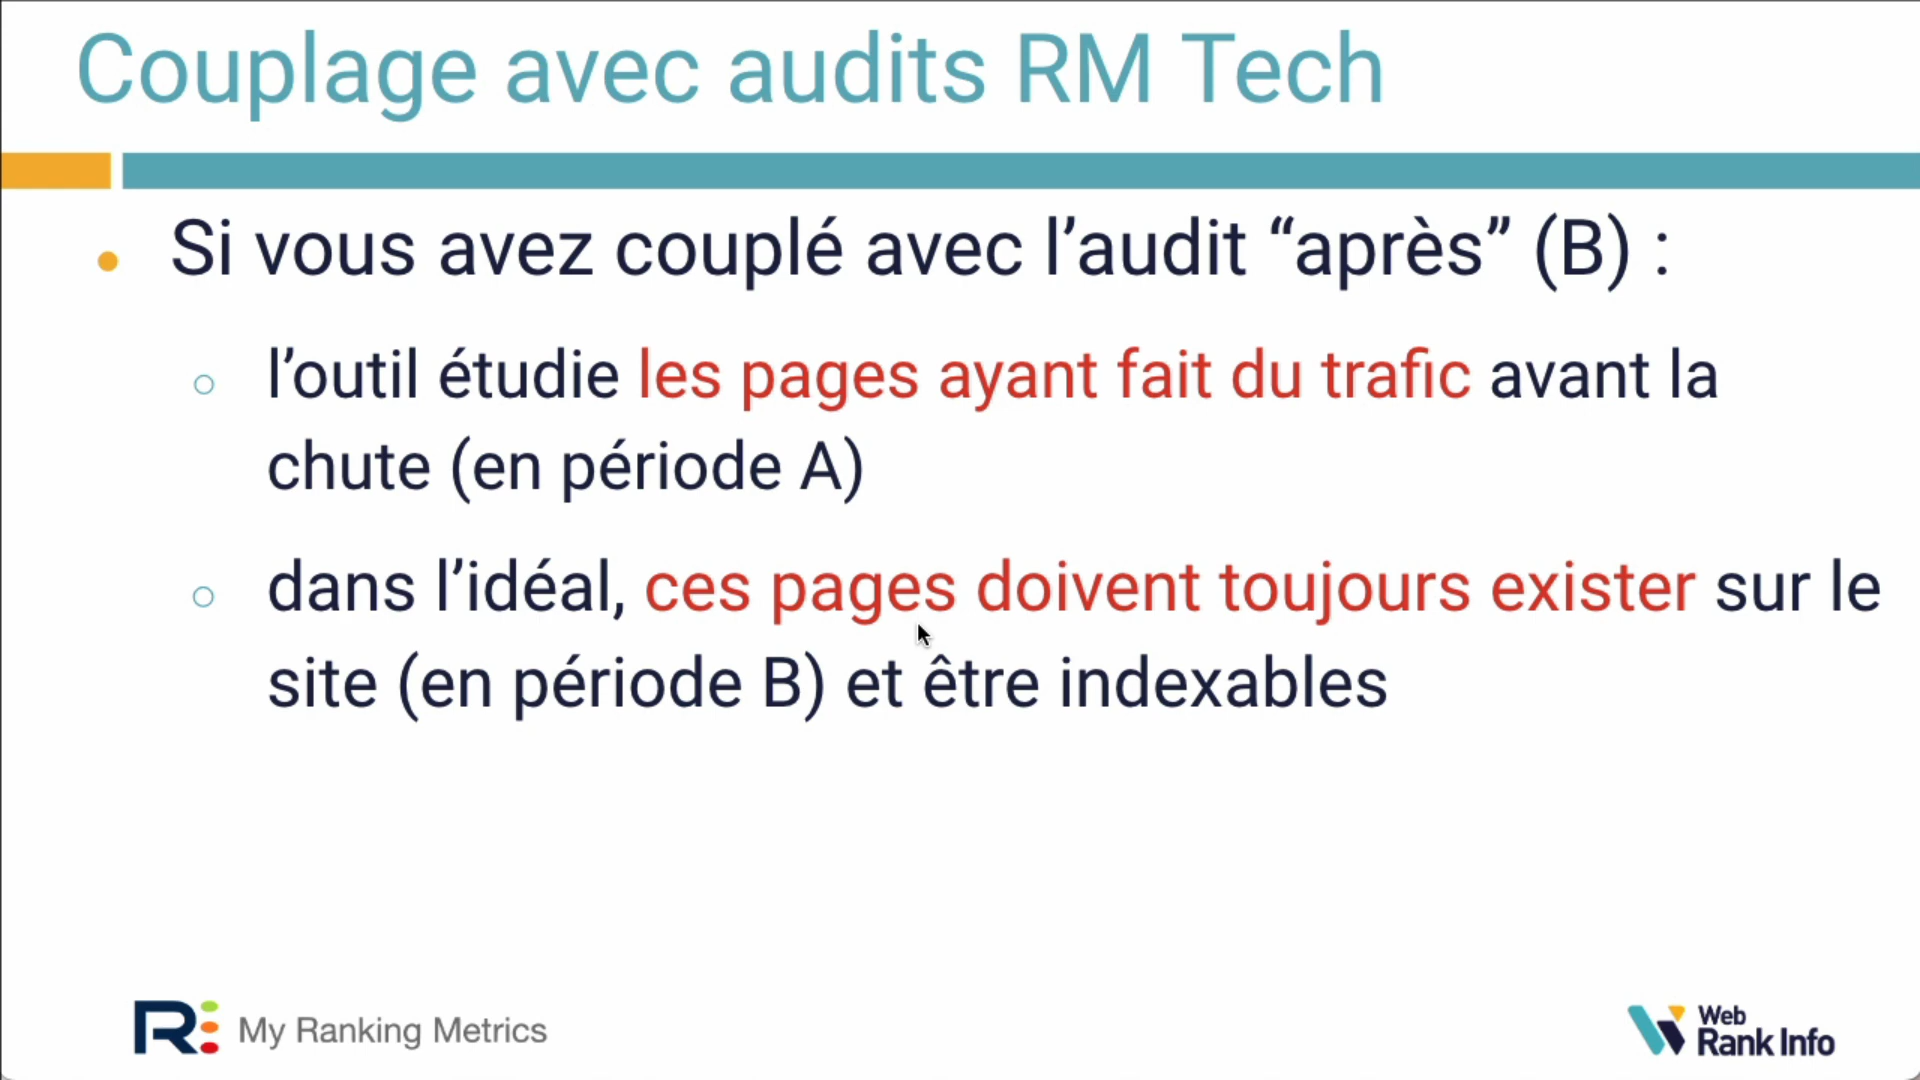 Couplage avec audits RM Tech
Si vous avez couplé avec l’audit “après” (B) :
l’outil étudie les pages ayant fait du trafic avant la
chute (en période A)
dans l’idéal, ces pages doivent toujours exister sur le
site (en période B) et être indexables
R
My Ranking Metrics
Web
Rank Info